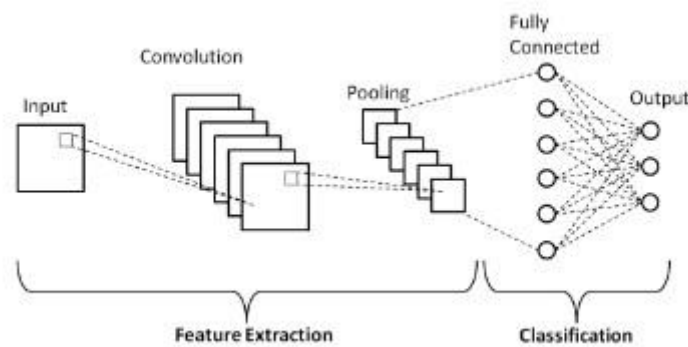 Input
Convolution
Pooling
Fully
Connected
Output
Feature Extraction
Classification